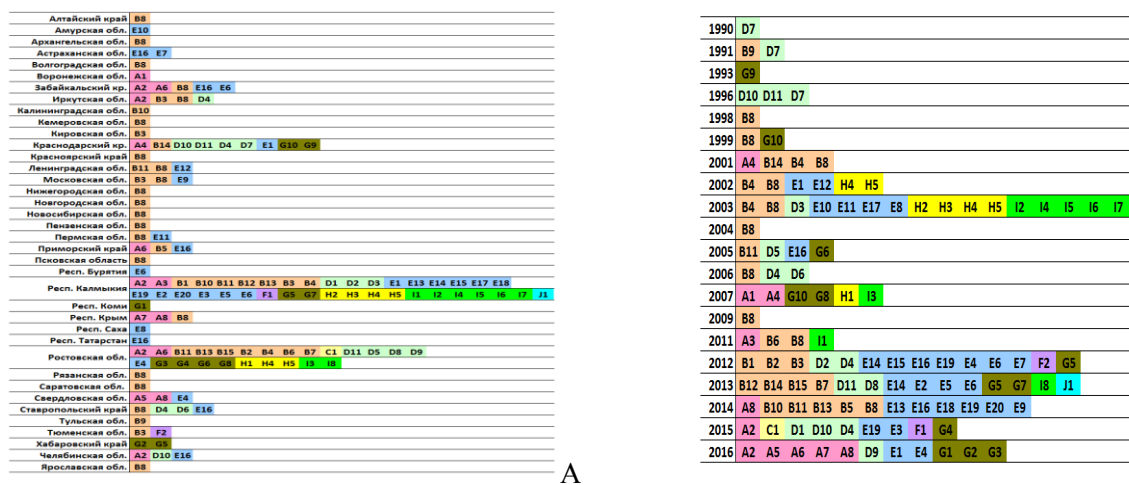 Алтайский край B8
Амурская обл. E10
Архангельская обл. B8
Астраханская обл. E16 E7
Волгоградская обл. B8
Воронежская обл. A1
Забайкальский кр. A2 A6 B8 E16 E6
Иркутская обл. A2 B3 B8 D4
Калининградская обл. B10
Кемеровская обл. B8
Кировская обл. B3
Краснодарский край A4 B14 D10 D11 D4 D7 E1 G10 G9
Красноярский край B8
Ленинградская обл. B11 B8 E12
Московская обл. B3 B8 E9
Нижегородская обл. B8
Новгородская обл. B8
Новосибирская обл. B8
Пензенская обл. B8
Пермская обл. B8 E11
Приморский край A6 B5 E16
Псковская область B8
Респ. Бурятия E6
Респ. Калмыкия A2 A3 B1 B10 B11 B12 B13 B3 B4 D1 D2 D3 E1 E13 E14 E15 E17 E18
E19 E2 E20 E3 E5 E6 F1 G5 G7 H2 H3 H4 H5 I1 I2 I4 I5 I6 I7 J1
Респ. Коми G1
Респ. Крым A7 A8 B8
Респ. Саха E8
Респ. Татарстан E16
Ростовская обл. A2 A6 B11 B13 B15 B2 B4 B6 B7 C1 D11 D5 D8 D9
E4 G3 G4 G6 G8 H1 H4 H5 I3 I8
Рязанская обл. B8
Саратовская обл. B8
Свердловская обл. A5 A8 E4
Ставропольский край B8 D4 D6 E16
Тульская обл. B9
Тюменская обл. B3 F2
Хабаровский край G2 G5
Челябинская обл. A2 D10 E16
Ярославская обл. B8
A
1990 D7
1991 B9 D7
1993 G9
1996 D10 D11 D7
1998 B8
1999 B8 G10
2001 A4 B14 B4 B8
2002 B4 B8 E1 E12 H4 H5
2003 B4 B8 D3 E10 E11 E17 E8 H2 H3 H4 H5 I2 I4 I5 I6 I7
2004 B8
2005 B11 D5 E16 G6
2006 B8 D4 D6
2007 A1 A4 G10 G8 H1 I3
2009 B8
2011 A3 B6 B8 I1
2012 B1 B2 B3 D2 D4 E14 E15 E16 E19 E4 E6 E7 F2 G5
2013 B12 B14 B15 B7 D11 D8 E14 E2 E5 E6 G5 G7 I8 J1
2014 A8 B10 B11 B13 B5 B8 E13 E16 E18 E19 E20 E9
2015 A2 C1 D1 D10 D4 E19 E3 F1 G4
2016 A2 A5 A6 A7 A8 D9 E1 E4 G1 G2 G3